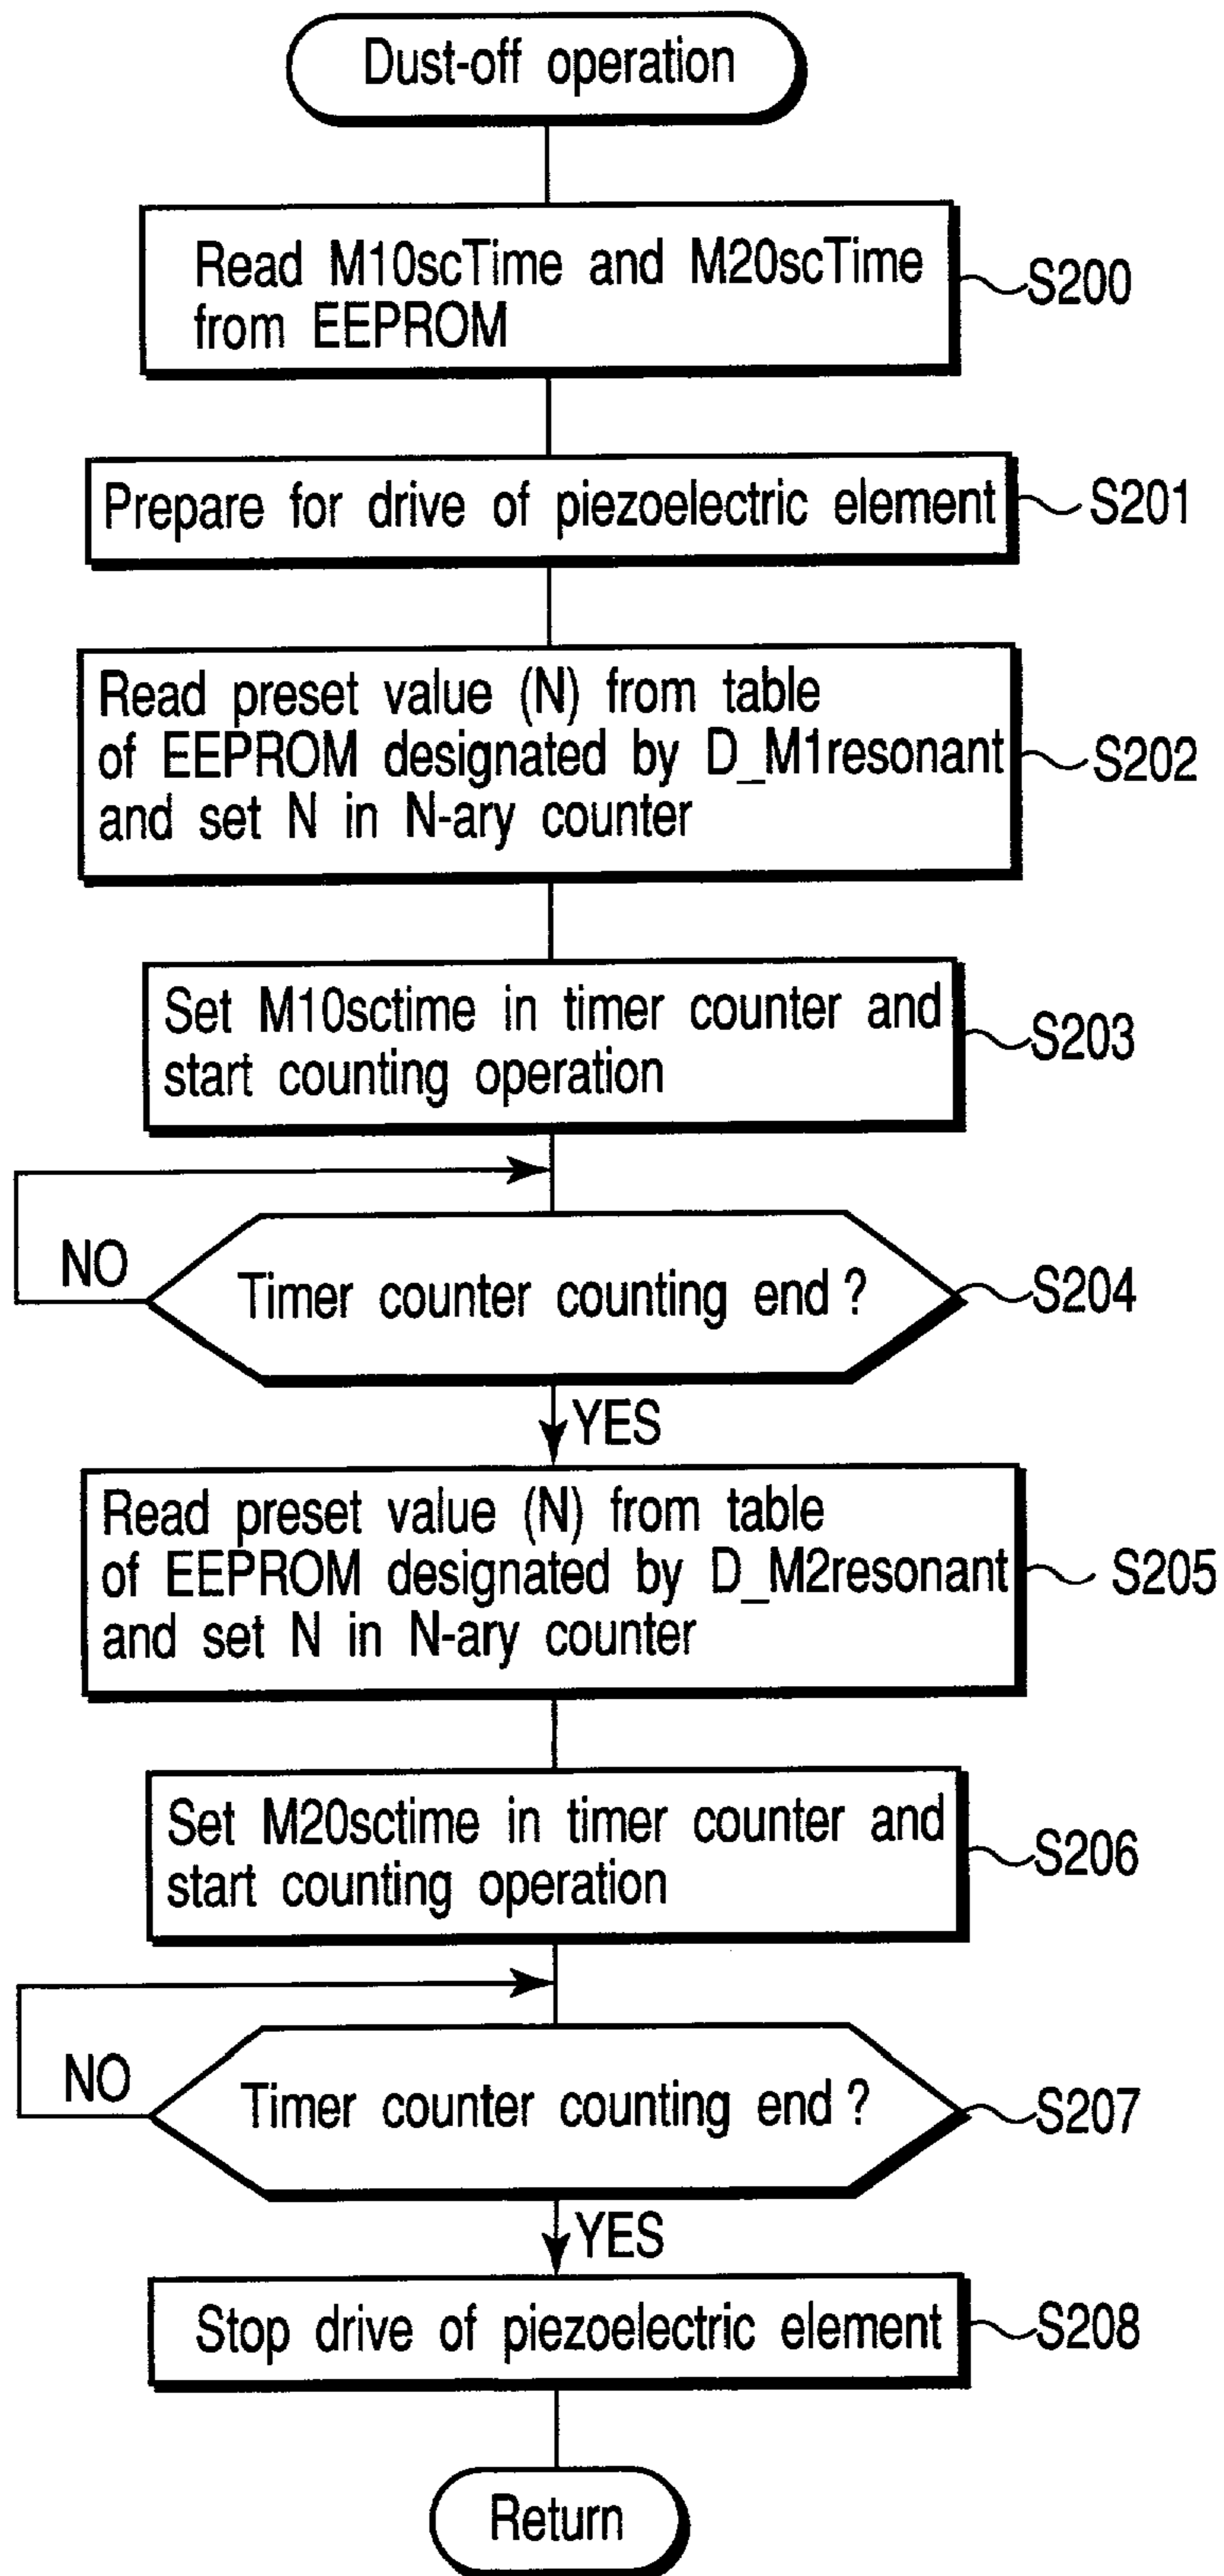 Dust-off operation
Read M10scTime and M20scTime
from EEPROM
S200
Prepare for drive of piezoelectric element
S201
Read preset value (N) from table
of EEPROM designated by D_M1resonant
and set N in N-ary counter
S202
Set M10sctime in timer counter and
start counting operation
S203
NO
Timer counter counting end ?
S204
YES
Read preset value (N) from table
of EEPROM designated by D_M2resonant
and set N in N-ary counter
S205
Set M20sctime in timer counter and
start counting operation
S206
NO
Timer counter counting end ?
S207
YES
Stop drive of piezoelectric element
S208
Return